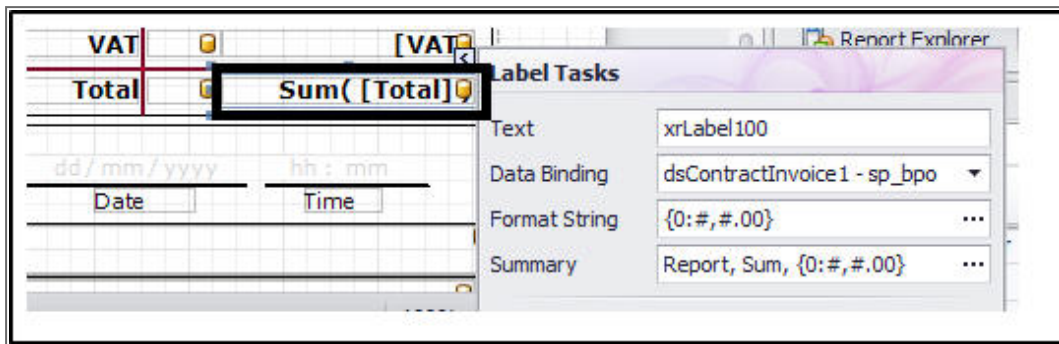 VAT [VAT
Report Explorer
Label Tasks
Total Sum( [Total]
Text xrLabel100
dd/mm/yyyy hh: mm
Data Binding dsContractInvoice1 - sp_bpo
Date Time
Format String {0:#,#.00} ...
Summary Report, Sum, {0:#,#.00} ...